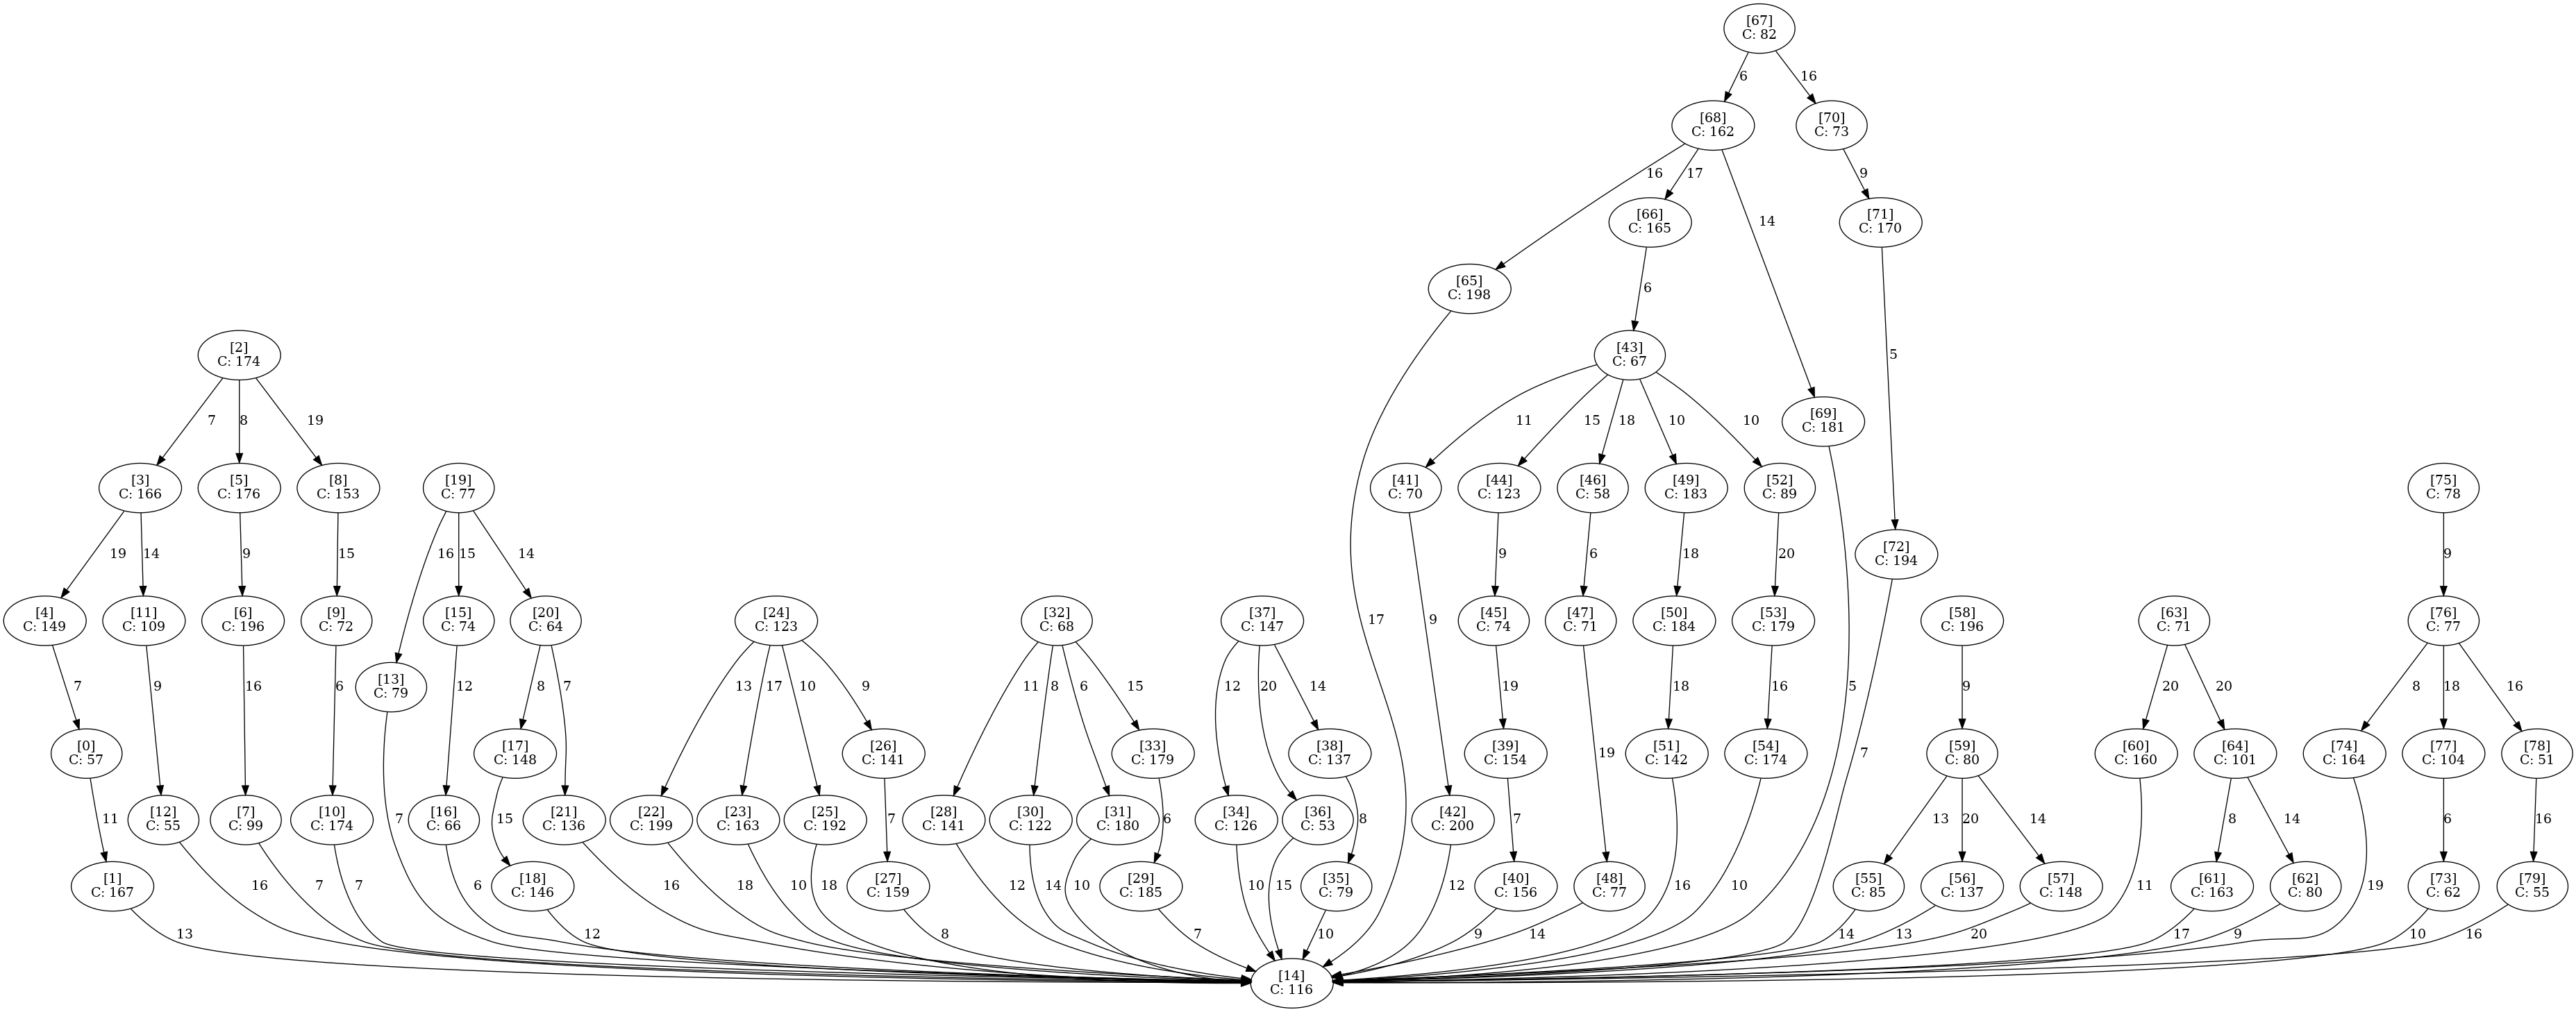 [67]
C: 82
6
16
[68]
C: 162
[70]
C: 73
16
17
14
9
[66]
C: 165
[71]
C: 170
[65]
C: 198
6
5
[2]
C: 174
[43]
C: 67
[69]
C: 181
7
8
19
11
15
18
10
10
[3]
C: 166
[5]
C: 176
[8]
C: 153
[19]
C: 77
[41]
C: 70
[44]
C: 123
[46]
C: 58
[49]
C: 183
[52]
C: 89
[75]
C: 78
19
14
9
15
16
15
14
9
6
18
20
9
[72]
C: 194
[4]
C: 149
[11]
C: 109
[6]
C: 196
[9]
C: 72
[15]
C: 74
[20]
C: 64
[24]
C: 123
[32]
C: 68
[37]
C: 147
17
9
[45]
C: 74
[47]
C: 71
[50]
C: 184
[53]
C: 179
[58]
C: 196
[63]
C: 71
[76]
C: 77
7
9
16
6
[13]
C: 79
12
8
7
13
17
10
9
11
8
6
15
12
20
14
19
18
16
5
9
20
20
8
18
16
[0]
C: 57
[17]
C: 148
[26]
C: 141
[33]
C: 179
[38]
C: 137
[39]
C: 154
19
[51]
C: 142
[54]
C: 174
7
[59]
C: 80
[60]
C: 160
[64]
C: 101
[74]
C: 164
[77]
C: 104
[78]
C: 51
11
[12]
C: 55
[7]
C: 99
[10]
C: 174
7
[16]
C: 66
15
[21]
C: 136
[22]
C: 199
[23]
C: 163
[25]
C: 192
7
[28]
C: 141
[30]
C: 122
[31]
C: 180
6
[34]
C: 126
[36]
C: 53
8
[42]
C: 200
7
13
20
14
8
14
6
16
[1]
C: 167
16
7
7
6
[18]
C: 146
16
18
10
18
[27]
C: 159
12
14
10
[29]
C: 185
10
15
[35]
C: 79
12
[40]
C: 156
[48]
C: 77
16
10
[55]
C: 85
[56]
C: 137
[57]
C: 148
11
[61]
C: 163
[62]
C: 80
19
[73]
C: 62
[79]
C: 55
13
12
8
7
10
9
14
14
13
20
17
9
10
16
[14]
C: 116